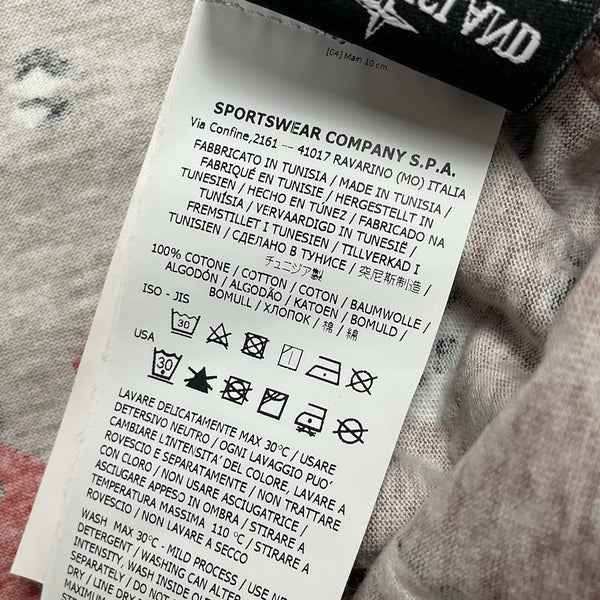 [04] Main 10 cm
SPORTSWEAR COMPANY S.P.A.
Via Confine,2161 — 41017 RAVARINO (MO) ITALIA
FABBRICATO IN TUNISIA / MADE IN TUNISIA /
FABRIQUÉ EN TUNISIE / HERGESTELLT IN
TUNESIEN / HECHO EN TÚNEZ / FABRICADO NA
TUNÍSIA / VERVAARDIGD IN TUNESIË /
FREMSTILLET I TUNESIEN / TILLVERKAD I
TUNISIEN / СДЕЛАНО В ТУНИСЕ / 突尼斯制造 /
チュニジア製
100% COTONE / COTTON / COTON / BAUMWOLLE /
ALGODÓN / ALGODÃO / KATOEN / BOMULD /
BOMULL / ХЛОПОК / 棉 / 綿
ISO - JIS
30
USA
30
LAVARE DELICATAMENTE MAX 30°C / USARE
DETERSIVO NEUTRO / OGNI LAVAGGIO PUO'
CAMBIARE L'INTENSITA' DEL COLORE, LAVARE A
ROVESCIO E SEPARATAMENTE / NON TRATTARE
CON CLORO / NON USARE ASCIUGATRICE /
ASCIUGARE APPESO IN OMBRA / STIRARE A
TEMPERATURA MASSIMA 110 °C / STIRARE A
ROVESCIO / NON LAVARE A SECCO
WASH MAX 30°C - MILD PROCESS / USE NE
DETERGENT / WASHING CAN ALTER
INTENSITY, WASH INSIDE OU
SEPARATELY / DO NOT
DRY / LINE DRY
MAXIMUM